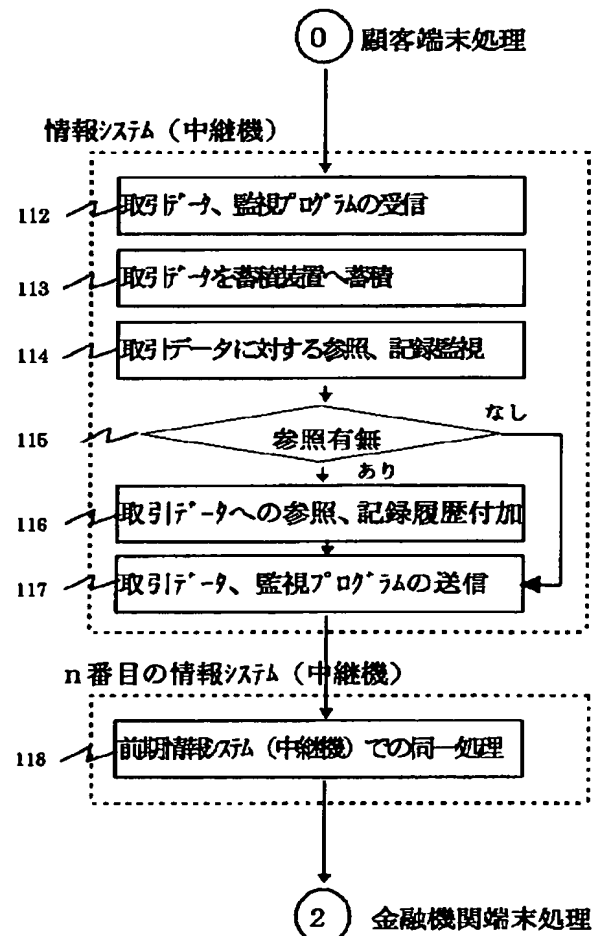 0 顧客端末処理
情報システム（中継機）
112 取引データ、監視プログラムの受信
113 取引データを蓄積装置へ蓄積
114 取引データに対する参照、記録監視
なし
115 参照有無
あり
116 取引データへの参照、記録履歴付加
117 取引データ、監視プログラムの送信
n番目の情報システム（中継機）
118 前期情報システム（中継機）での同一処理
2 金融機関端末処理